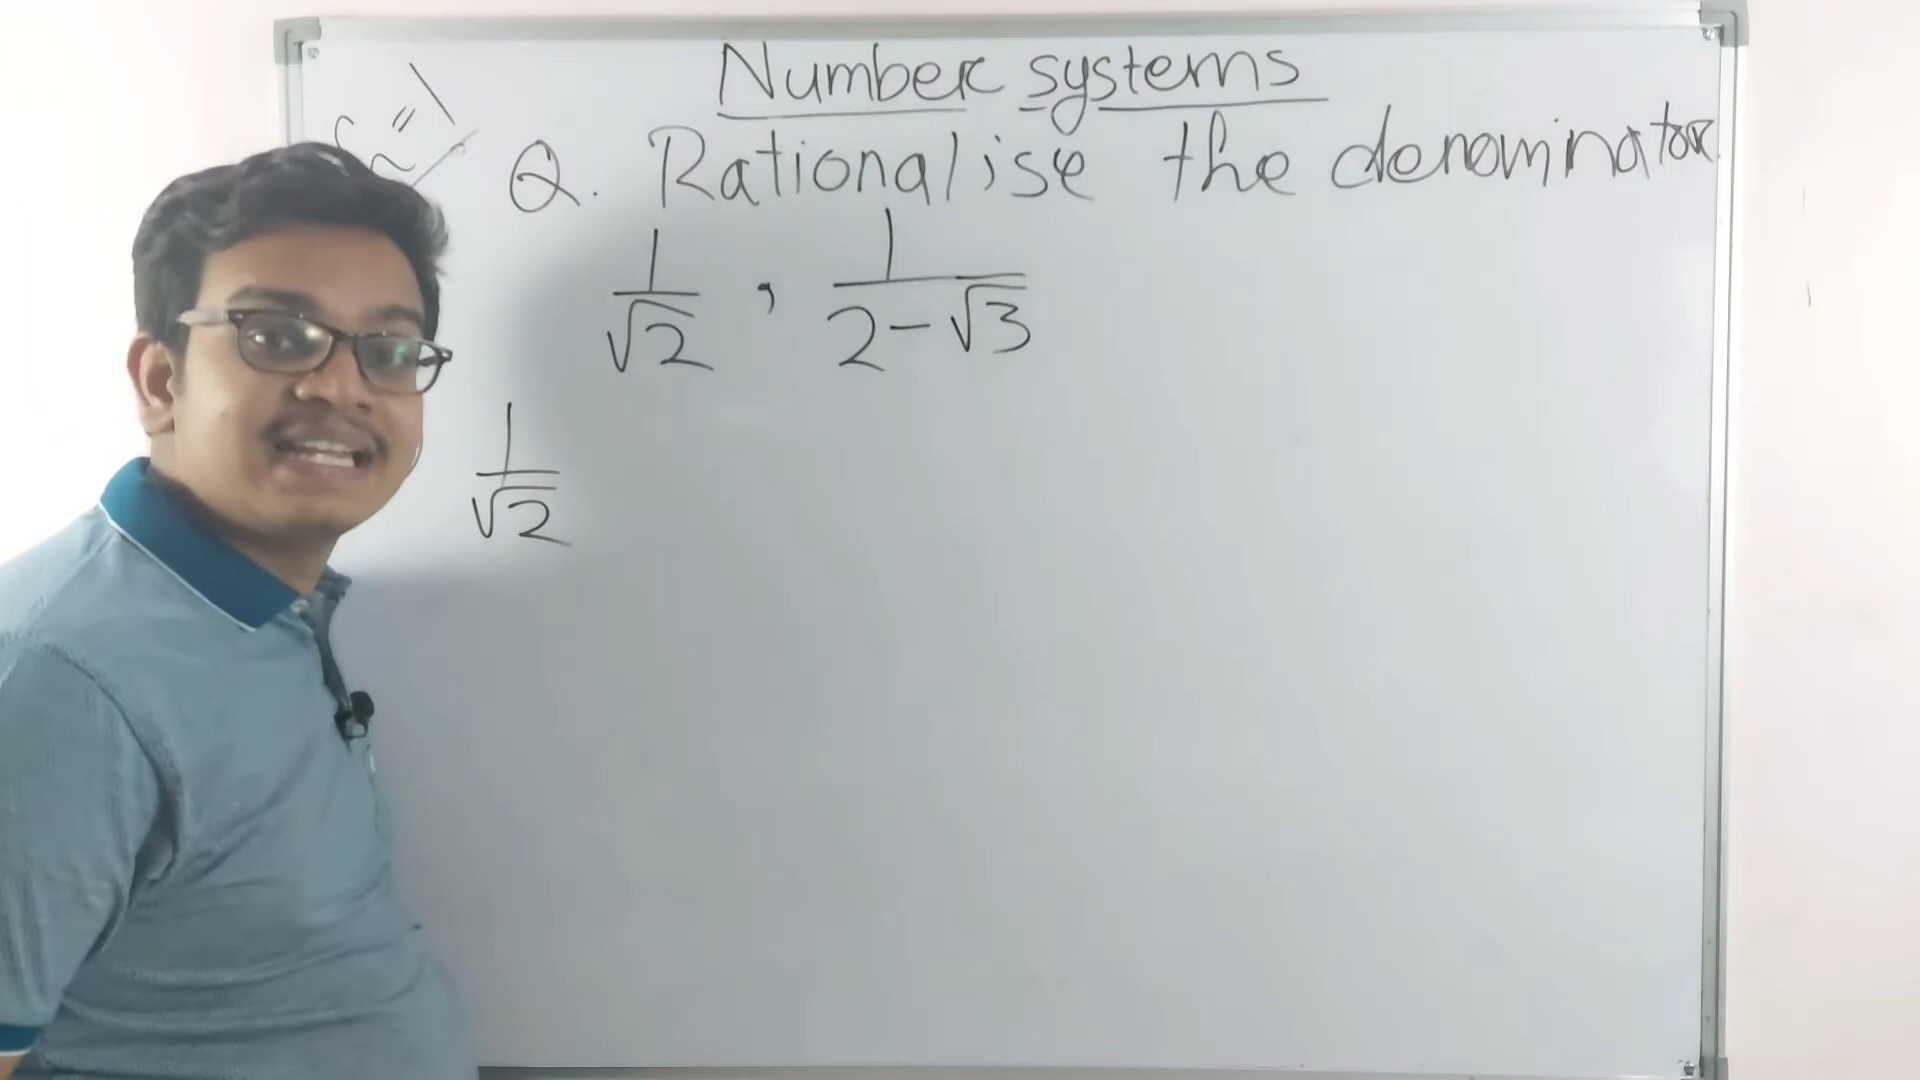 Number systems
Q. Rationalise the denominator.
1/√2 , 1/(2-√3)
1/√2